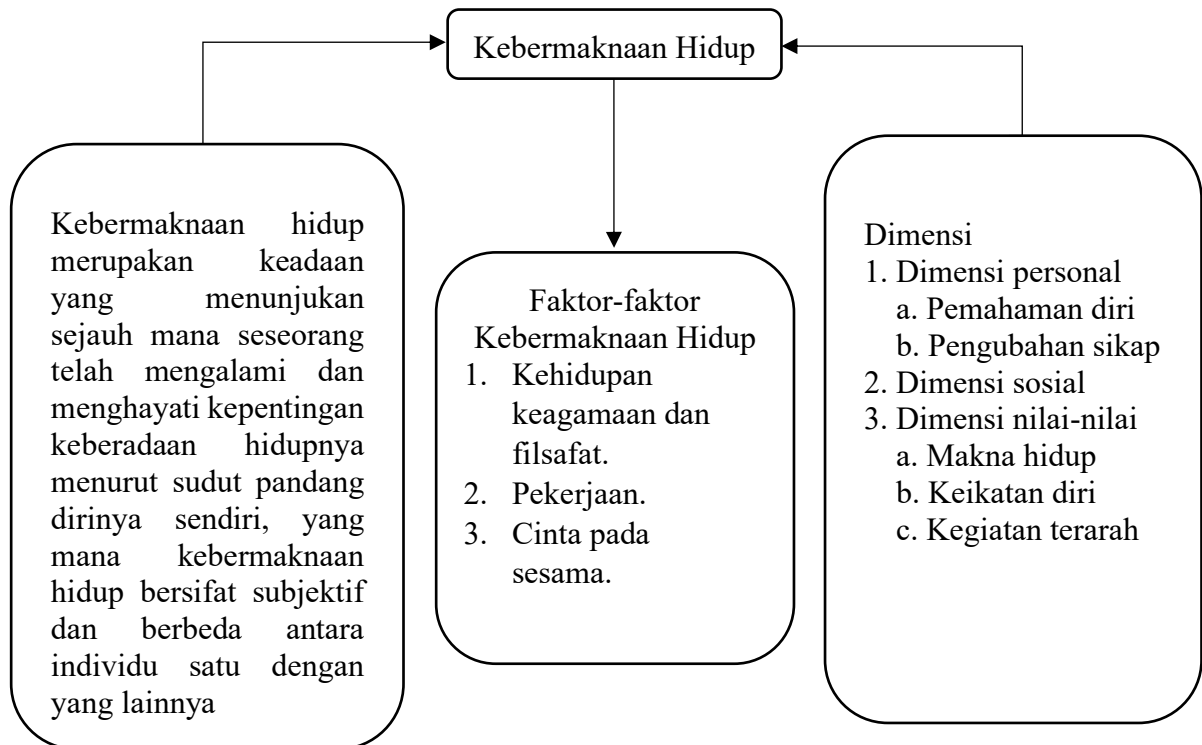 Kebermaknaan Hidup
Kebermaknaan hidup
merupakan keadaan
yang menunjukan
sejauh mana seseorang
telah mengalami dan
menghayati kepentingan
keberadaan hidupnya
menurut sudut pandang
dirinya sendiri, yang
mana kebermaknaan
hidup bersifat subjektif
dan berbeda antara
individu satu dengan
yang lainnya
Faktor-faktor
Kebermaknaan Hidup
1. Kehidupan
keagamaan dan
filsafat.
2. Pekerjaan.
3. Cinta pada
sesama.
Dimensi
1. Dimensi personal
a. Pemahaman diri
b. Pengubahan sikap
2. Dimensi sosial
3. Dimensi nilai-nilai
a. Makna hidup
b. Keikatan diri
c. Kegiatan terarah